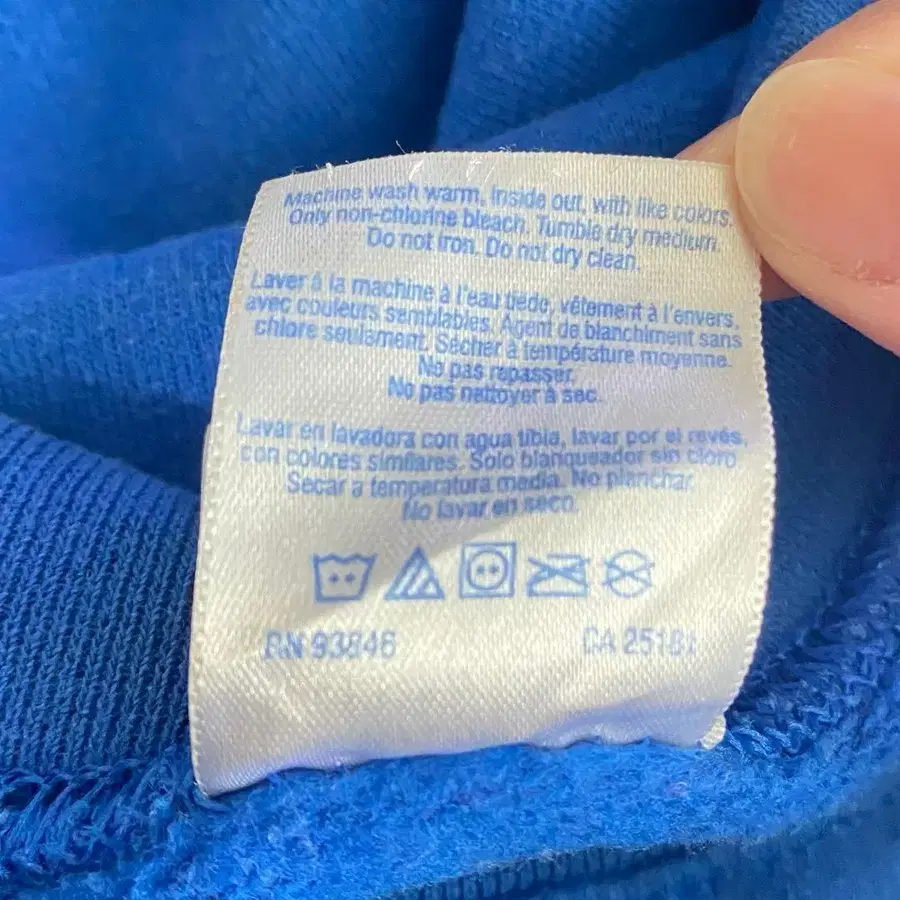 Machine wash warm, inside out, with like colors.
Only non-chlorine bleach. Tumble dry medium.
Do not iron. Do not dry clean.
Laver à la machine à l'eau tiède, vêtement à l'envers,
avec couleurs semblables. Agent de blanchiment sans
chlore seulement. Sécher à température moyenne.
No pas repasser.
No pas nettoyer à sec.
Lavar en lavadora con agua tibia, lavar por el revés,
con colores similares. Solo blanqueador sin cloro
Secar a temperatura media. No planchar.
No lavar en seco.
RN 93846 CA 25181